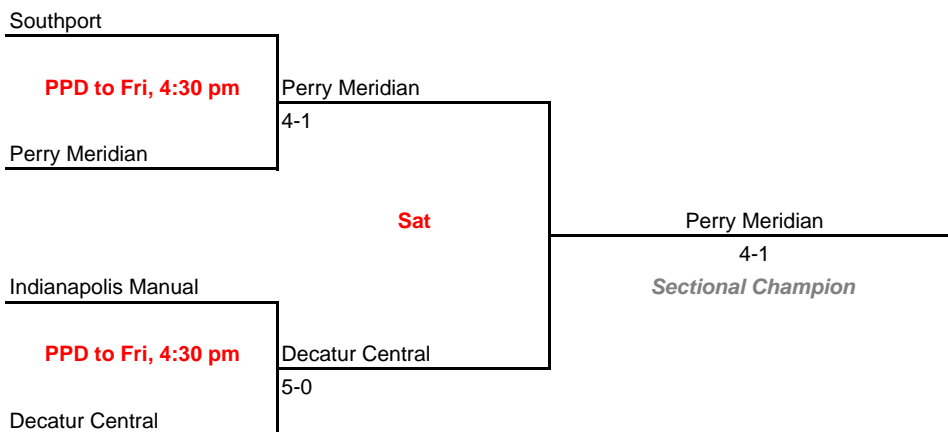 Southport
PPD to Fri, 4:30 pm
Perry Meridian
4-1
Perry Meridian
Sat
Perry Meridian
4-1
Sectional Champion
Indianapolis Manual
PPD to Fri, 4:30 pm
Decatur Central
5-0
Decatur Central